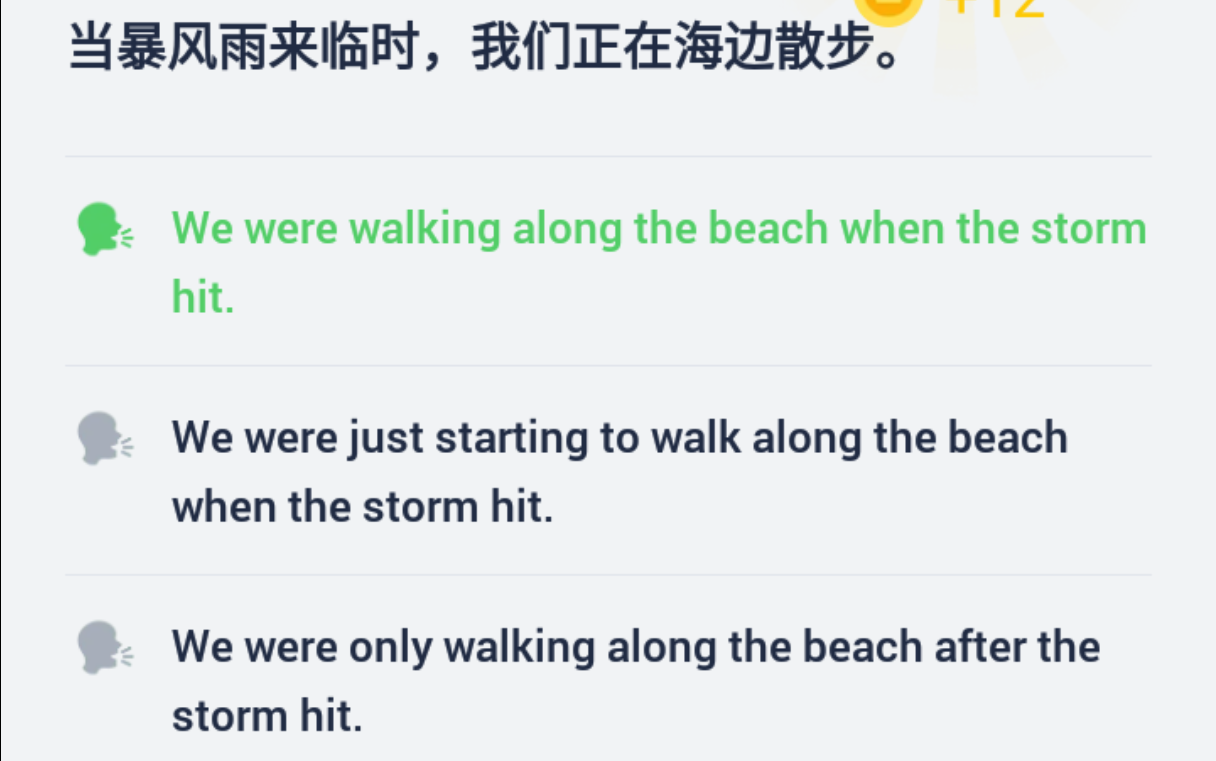 +12
当暴风雨来临时，我们正在海边散步。
We were walking along the beach when the storm
hit.
We were just starting to walk along the beach
when the storm hit.
We were only walking along the beach after the
storm hit.